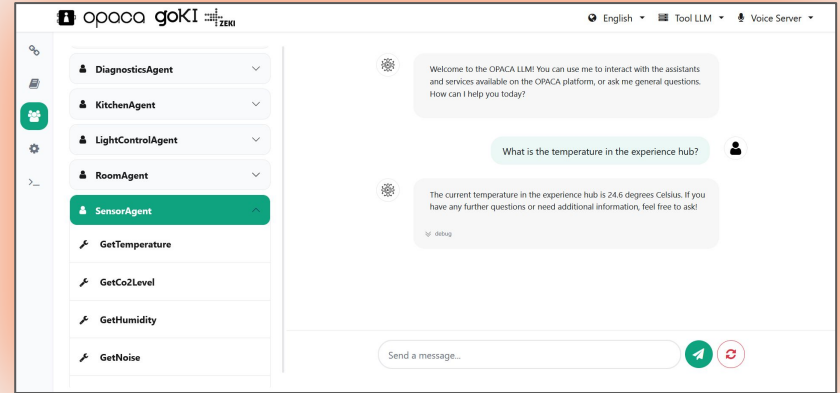 opaca goKI ZEKI
English
Tool LLM
Voice Server
DiagnosticsAgent
KitchenAgent
LightControlAgent
RoomAgent
SensorAgent
GetTemperature
GetCo2Level
GetHumidity
GetNoise
Welcome to the OPACA LLM! You can use me to interact with the assistants
and services available on the OPACA platform, or ask me general questions.
How can I help you today?
What is the temperature in the experience hub?
The current temperature in the experience hub is 24.6 degrees Celsius. If you
have any further questions or need additional information, feel free to ask!
debug
Send a message...